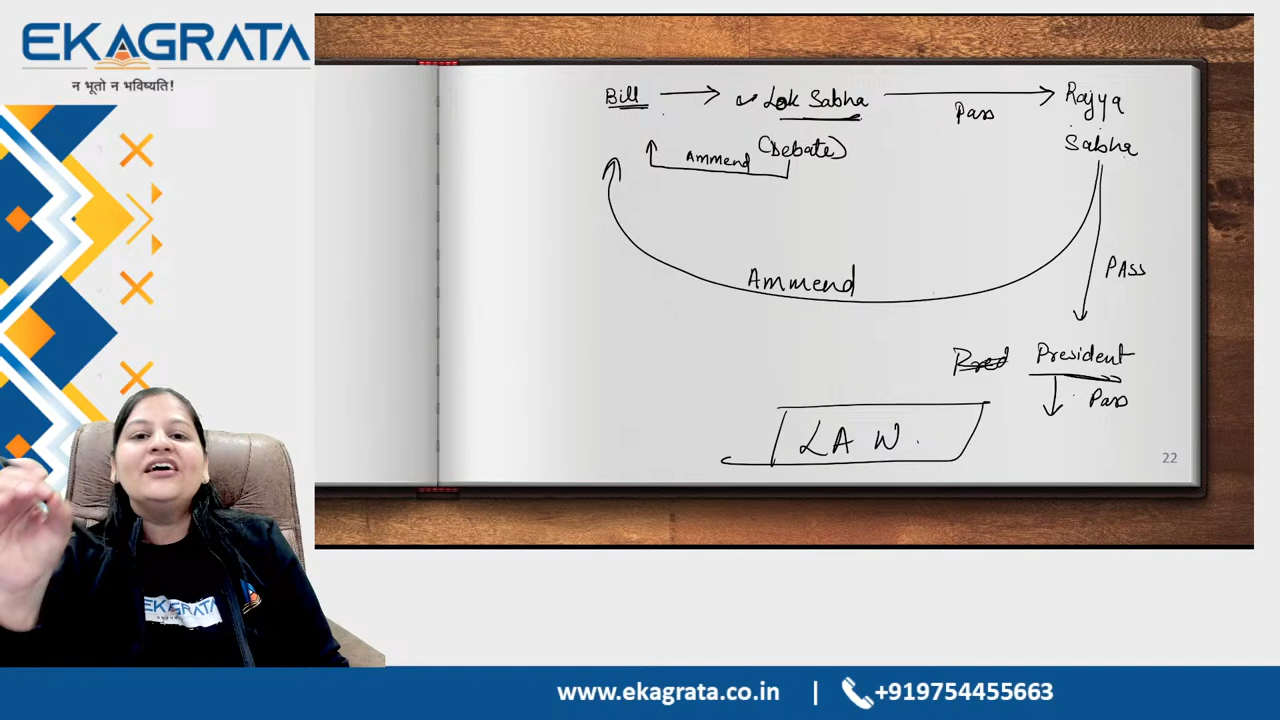 EKAGRATA
न भूतो न भविष्यति!
Bill
Lok Sabha
Pass
Rajya
Sabha
(Debate)
Ammend
Ammend
PAss
President
Pass
LAW.
22
EKAGRATA
www.ekagrata.co.in | +919754455663